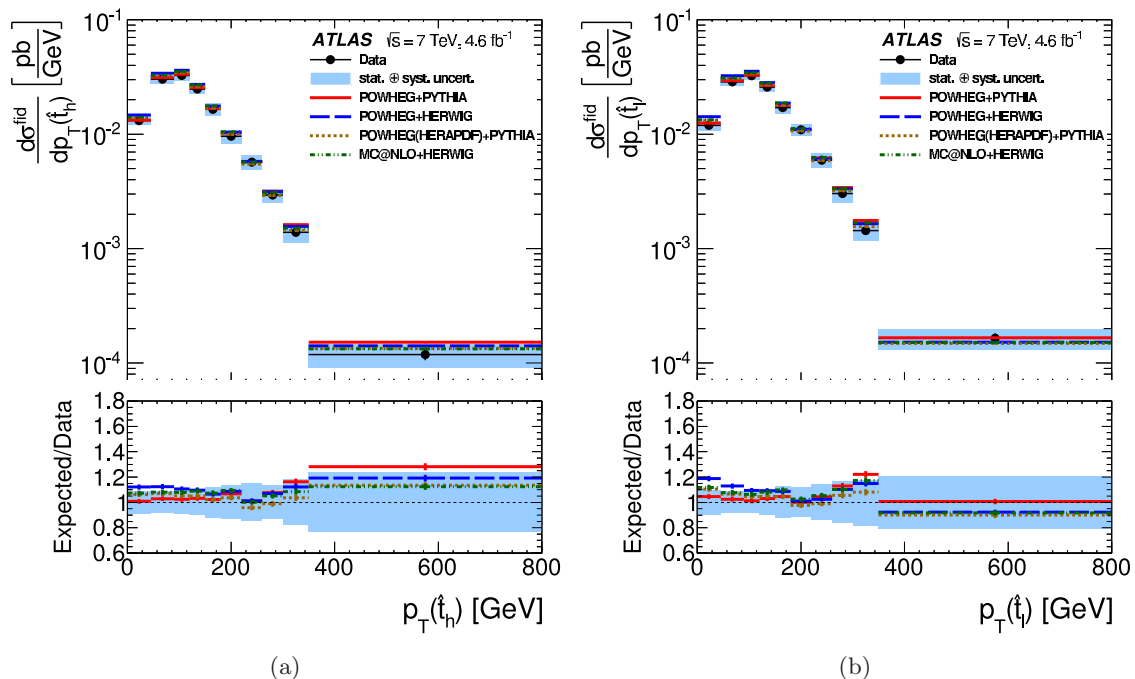 dσ^fid / dp_T(t̂_h) [pb/GeV]
10⁻¹
10⁻²
10⁻³
10⁻⁴
ATLAS √s = 7 TeV, 4.6 fb⁻¹
Data
stat. ⊕ syst. uncert.
POWHEG+PYTHIA
POWHEG+HERWIG
POWHEG(HERAPDF)+PYTHIA
MC@NLO+HERWIG
Expected/Data
1.8
1.6
1.4
1.2
1
0.8
0.6
0 200 400 600 800
p_T(t̂_h) [GeV]
(a)
dσ^fid / dp_T(t̂_l) [pb/GeV]
10⁻¹
10⁻²
10⁻³
10⁻⁴
ATLAS √s = 7 TeV, 4.6 fb⁻¹
Data
stat. ⊕ syst. uncert.
POWHEG+PYTHIA
POWHEG+HERWIG
POWHEG(HERAPDF)+PYTHIA
MC@NLO+HERWIG
Expected/Data
1.8
1.6
1.4
1.2
1
0.8
0.6
0 200 400 600 800
p_T(t̂_l) [GeV]
(b)